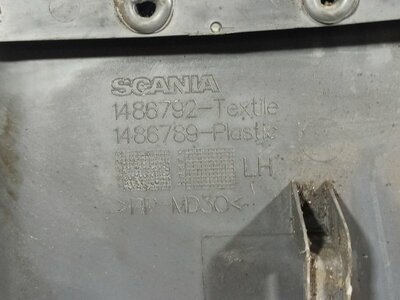 SCANIA
1486792-Textile
1486789-Plastic
LH
>PP MD30<